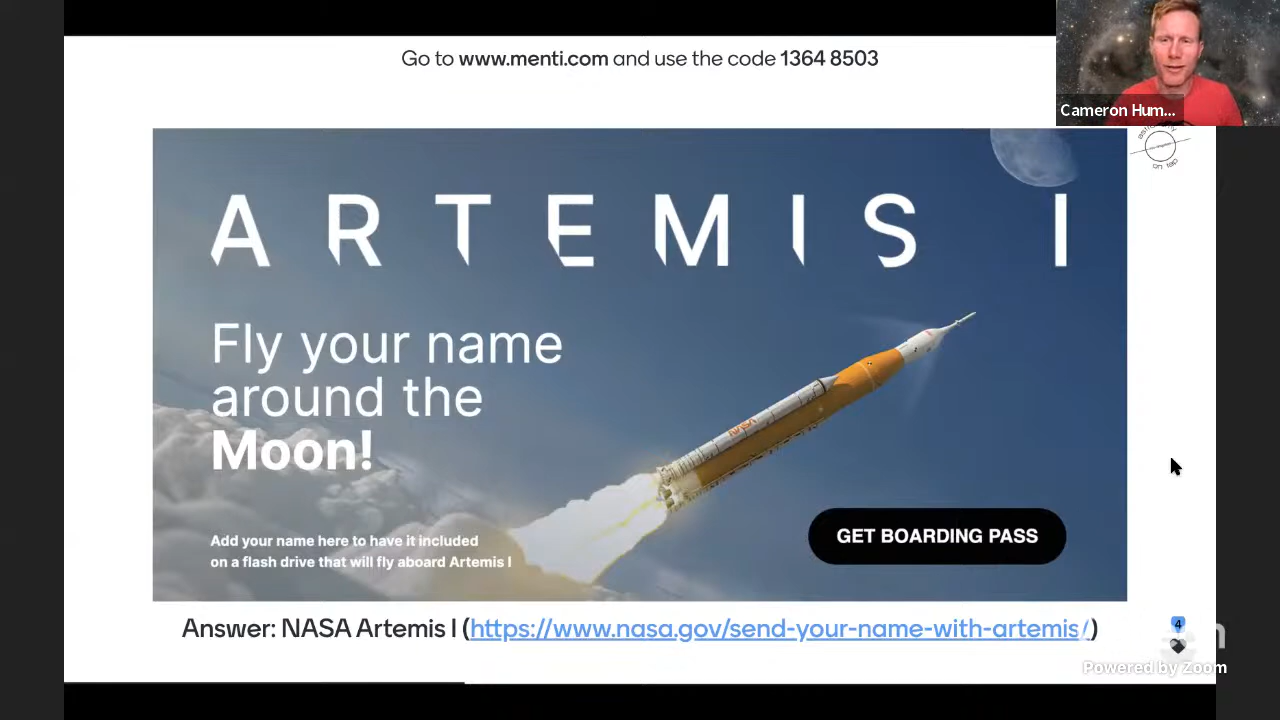 Go to www.menti.com and use the code 1364 8503
Cameron Hum...
ARTEMIS I
Fly your name
around the
Moon!
NASA
Add your name here to have it included
on a flash drive that will fly aboard Artemis I
GET BOARDING PASS
Answer: NASA Artemis I (https://www.nasa.gov/send-your-name-with-artemis/)
4
Powered by Zoom